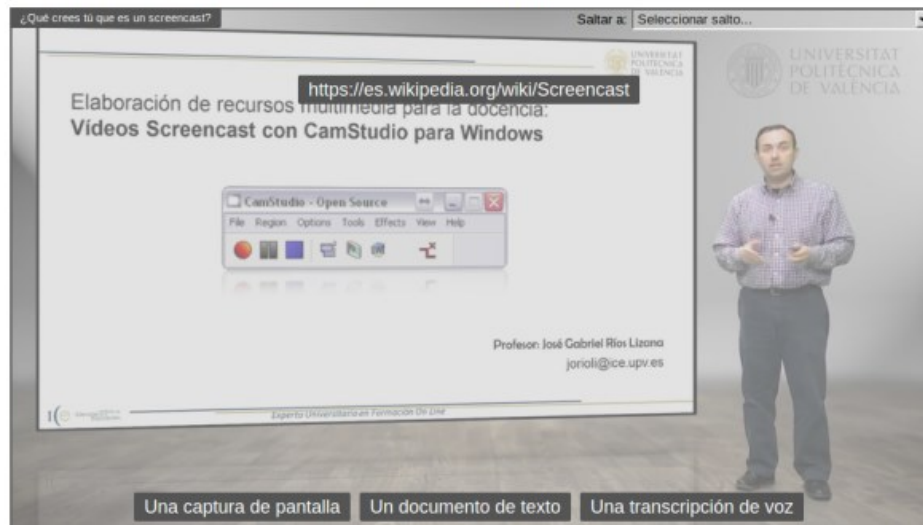 ¿Qué crees tú que es un screencast?
Saltar a: Seleccionar salto...
UNIVERSITAT
POLITÈCNICA
DE VALÈNCIA
UNIVERSITAT
POLITÈCNICA
DE VALÈNCIA
https://es.wikipedia.org/wiki/Screencast
Elaboración de recursos multimedia para la docencia:
Vídeos Screencast con CamStudio para Windows
CamStudio - Open Source
File Region Options Tools Effects View Help
Profesor: José Gabriel Ríos Lizana
jorioli@ice.upv.es
Experto Universitario en Formación On-Line
Una captura de pantalla Un documento de texto Una transcripción de voz